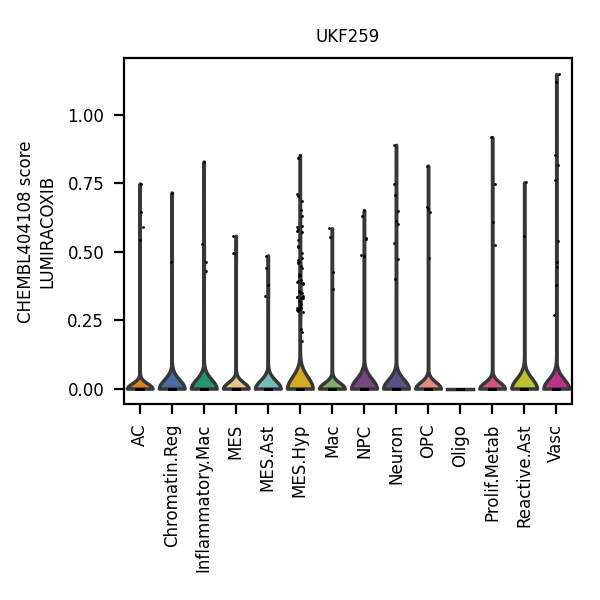 UKF259
CHEMBL404108 score
LUMIRACOXIB
1.00
0.75
0.50
0.25
0.00
AC
Chromatin.Reg
Inflammatory.Mac
MES
MES.Ast
MES.Hyp
Mac
NPC
Neuron
OPC
Oligo
Prolif.Metab
Reactive.Ast
Vasc